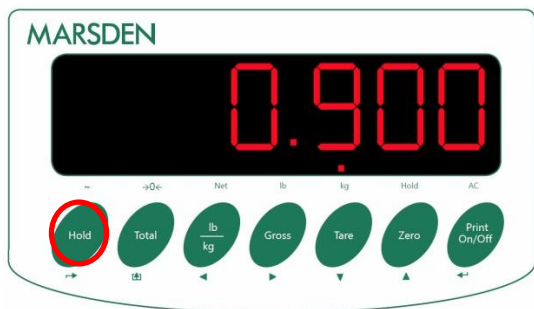 MARSDEN
0.900
~ →0← Net lb kg Hold AC
Hold Total lb/kg Gross Tare Zero Print On/Off